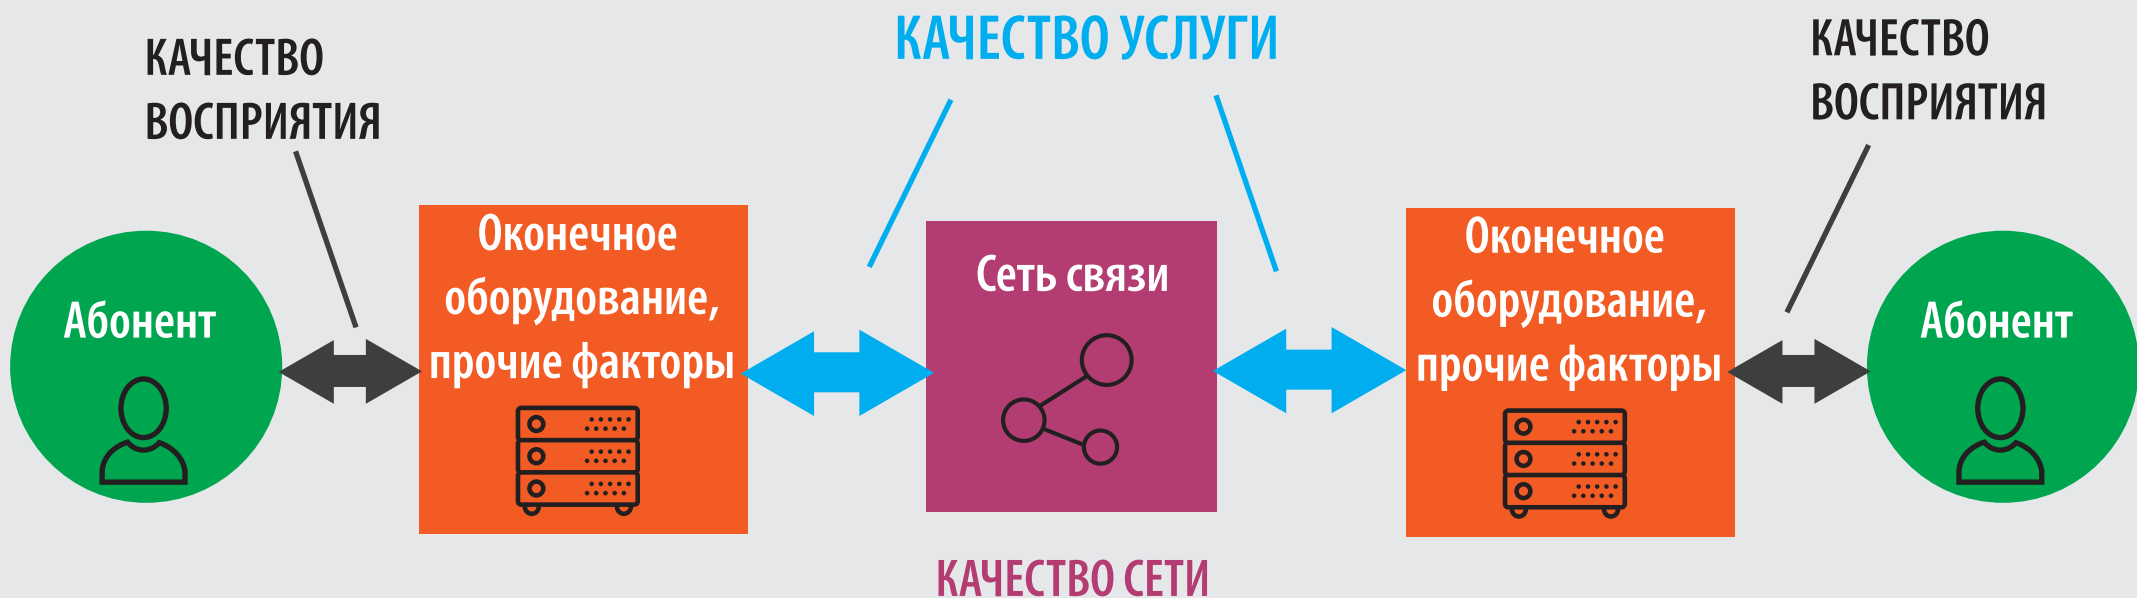 КАЧЕСТВО
ВОСПРИЯТИЯ
КАЧЕСТВО УСЛУГИ
КАЧЕСТВО
ВОСПРИЯТИЯ
Абонент
Оконечное
оборудование,
прочие факторы
Сеть связи
Оконечное
оборудование,
прочие факторы
Абонент
КАЧЕСТВО СЕТИ